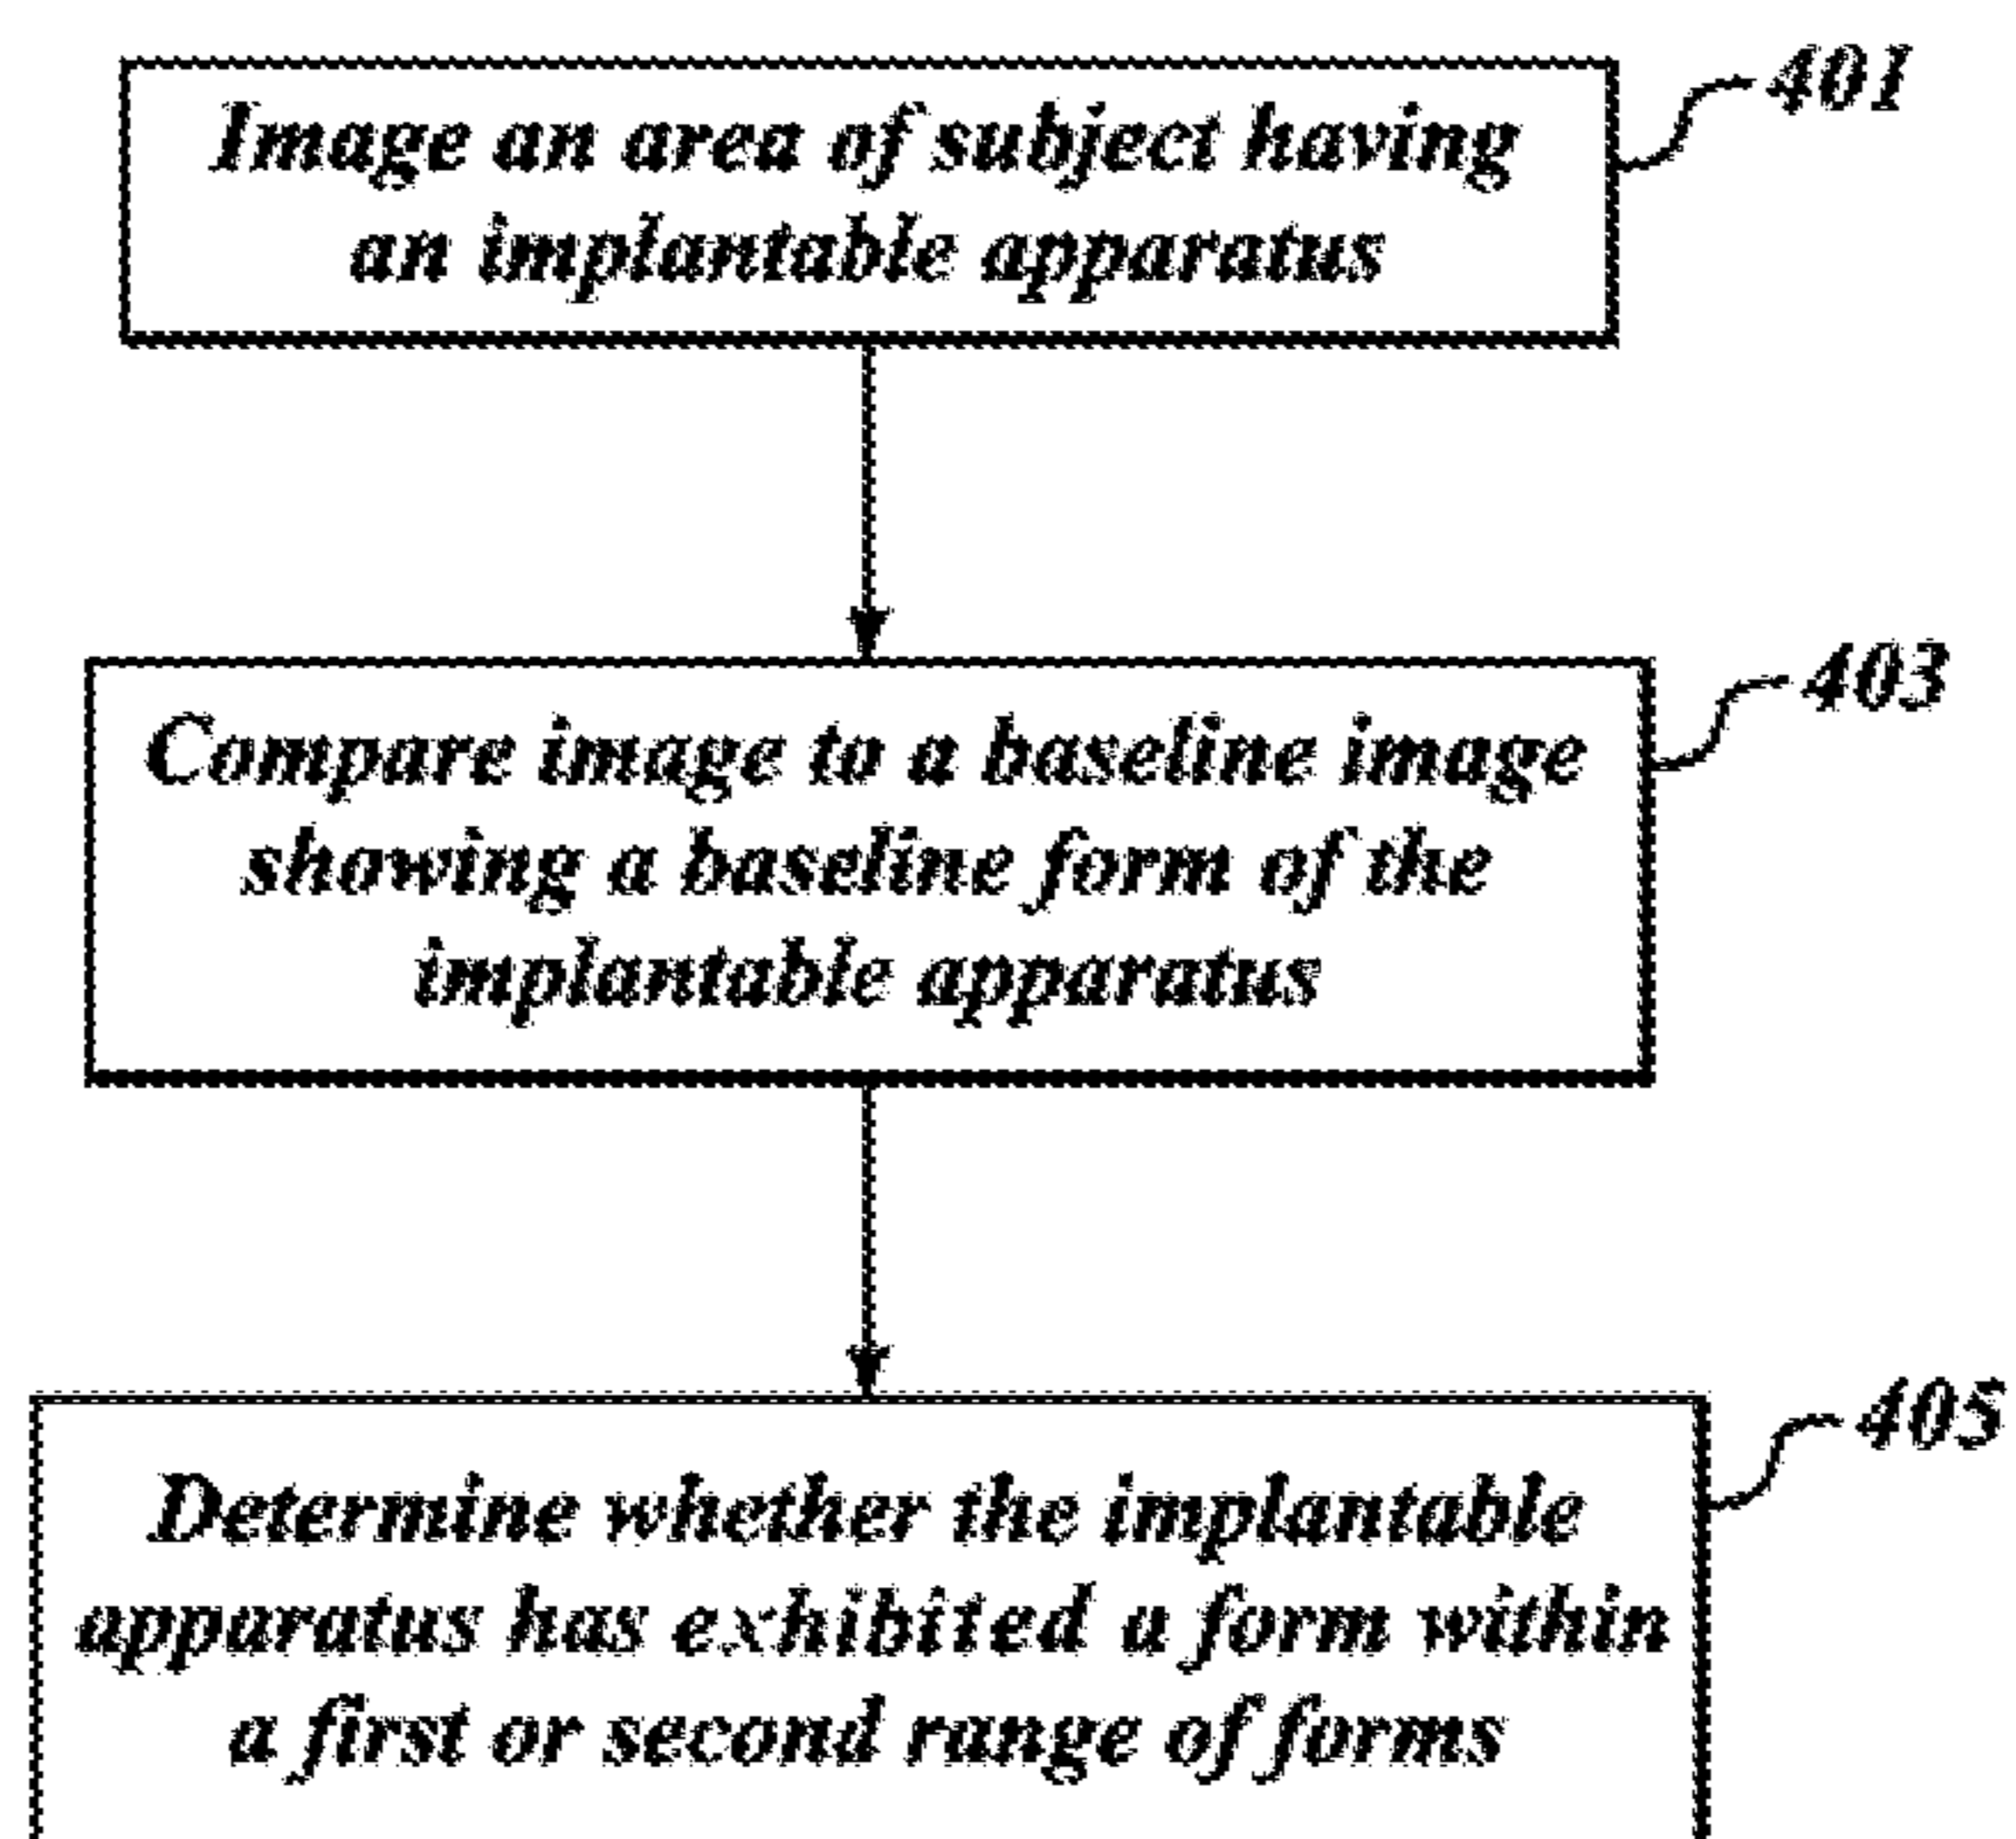 401
Image an area of subject having
an implantable apparatus
403
Compare image to a baseline image
showing a baseline form of the
implantable apparatus
405
Determine whether the implantable
apparatus has exhibited a form within
a first or second range of forms